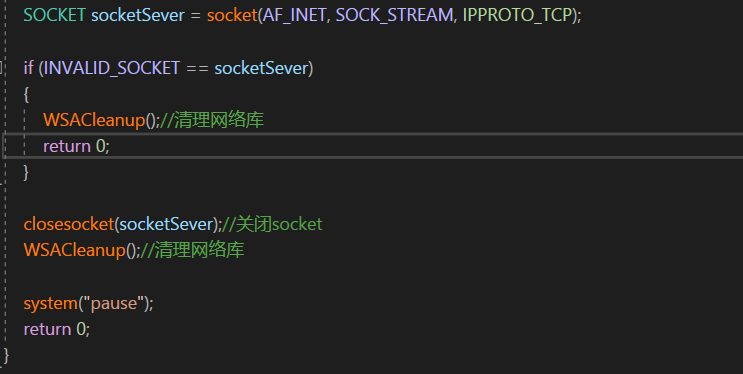 SOCKET socketSever = socket(AF_INET, SOCK_STREAM, IPPROTO_TCP);
if (INVALID_SOCKET == socketSever)
{
WSACleanup();//清理网络库
return 0;
}
closesocket(socketSever);//关闭socket
WSACleanup();//清理网络库
system("pause");
return 0;
}